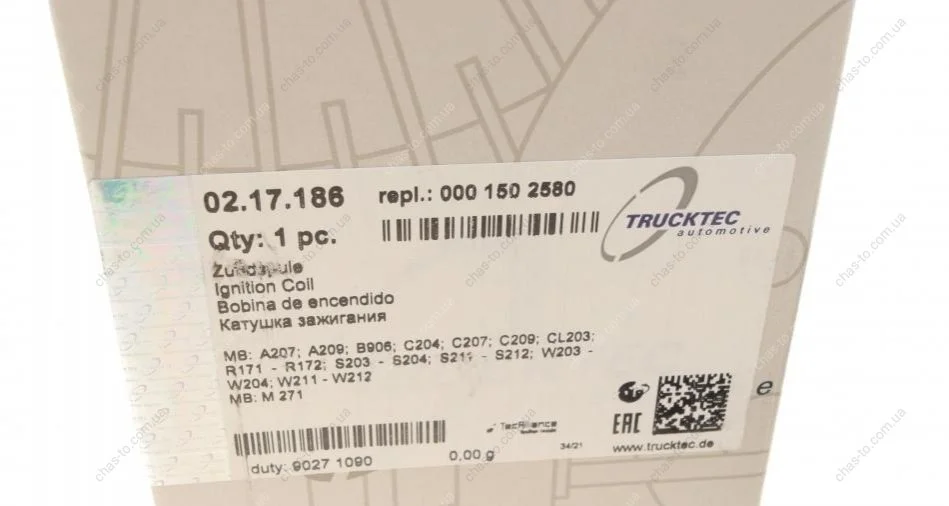 02.17.186
repl.: 000 150 2580
TRUCKTEC
automotive
Qty: 1 pc.
Ignition Coil
Bobina de encendido
Катушка зажигания
MB: A207; A209; B906; C204; C207; C209; CL203;
R171 - R172; S203 - S204; S211 - S212; W203 -
W204; W211 - W212
MB: M 271
e
EAC
TecAlliance
34/21
www.trucktec.de
duty: 9027 1090
0,00 g
chas-to.com.ua